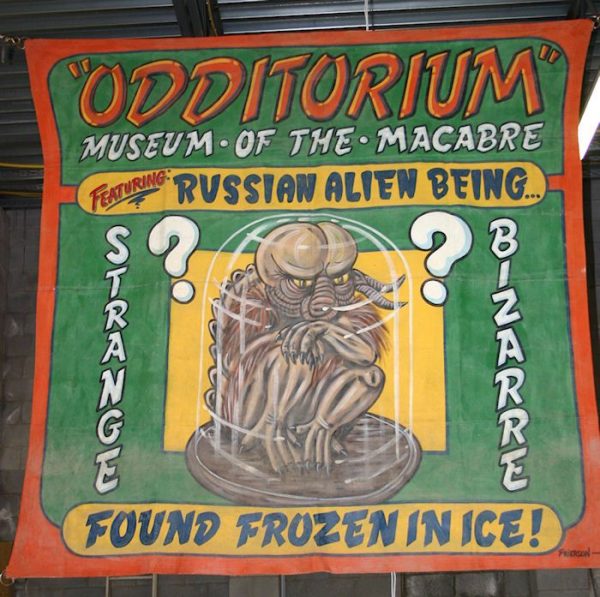 "ODDITORIUM"
MUSEUM · OF THE · MACABRE
FEATURING: RUSSIAN ALIEN BEING...
STRANGE
? ?
BIZARRE
FOUND FROZEN IN ICE!